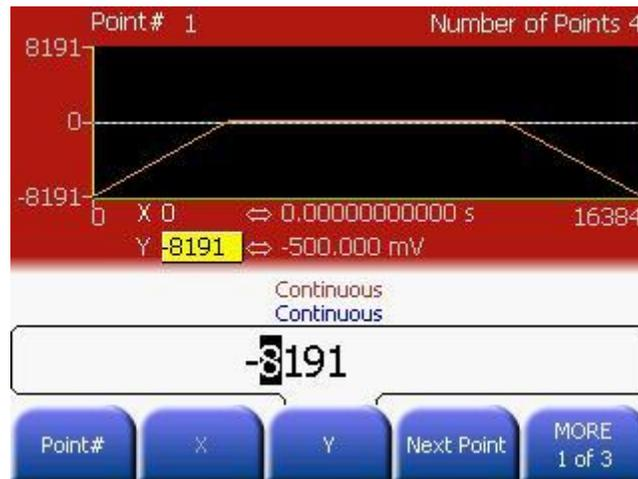 Point# 1 Number of Points 4
8191
0
-8191
0 X 0 ⇔ 0.00000000000 s 16384
Y -8191 ⇔ -500.000 mV
Continuous
Continuous
-8191
Point# X Y Next Point MORE
1 of 3